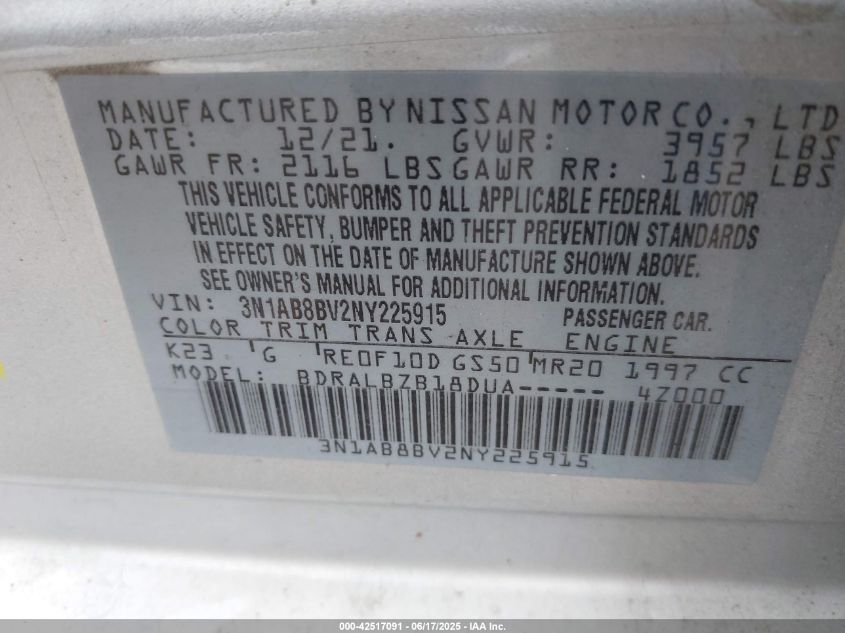 MANUFACTURED BY NISSAN MOTOR CO., LTD
DATE: 12/21. GVWR: 3957 LBS
GAWR FR: 2116 LBS GAWR RR: 1852 LBS
THIS VEHICLE CONFORMS TO ALL APPLICABLE FEDERAL MOTOR
VEHICLE SAFETY, BUMPER AND THEFT PREVENTION STANDARDS
IN EFFECT ON THE DATE OF MANUFACTURE SHOWN ABOVE.
SEE OWNER'S MANUAL FOR ADDITIONAL INFORMATION.
VIN: 3N1AB8BV2NY225915 PASSENGER CAR.
COLOR TRIM TRANS AXLE ENGINE
K23 G RE0F10D GS50 MR20 1997 CC
MODEL: BDRALBZB18DUA----- 4Z000
3N1AB8BV2NY225915
000-42517091 - 06/17/2025 - IAA Inc.